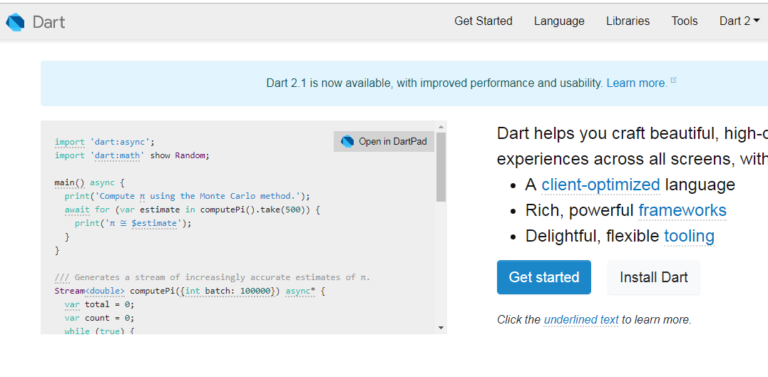 Dart
Get Started Language Libraries Tools Dart 2
Dart 2.1 is now available, with improved performance and usability. Learn more.
Open in DartPad
import 'dart:async';
import 'dart:math' show Random;
main() async {
print('Compute π using the Monte Carlo method.');
await for (var estimate in computePi().take(500)) {
print('π ≅ $estimate');
}
}
/// Generates a stream of increasingly accurate estimates of π.
Stream<double> computePi({int batch: 100000}) async* {
var total = 0;
var count = 0;
while (true) {
Dart helps you craft beautiful, high-
experiences across all screens, with
• A client-optimized language
• Rich, powerful frameworks
• Delightful, flexible tooling
Get started Install Dart
Click the underlined text to learn more.